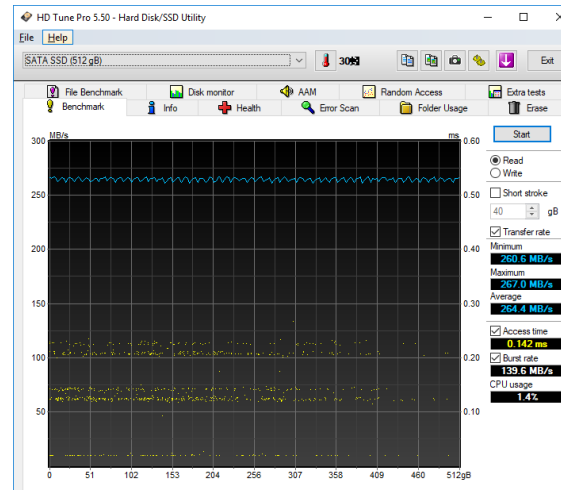 HD Tune Pro 5.50 - Hard Disk/SSD Utility
File Help
SATA SSD (512 gB)
Exit
File Benchmark Disk monitor AAM Random Access Extra tests
Benchmark Info Health Error Scan Folder Usage Erase
MB/s ms
Start
300 0.60
250 0.50
200 0.40
150 0.30
100 0.20
50 0.10
0 51 102 153 204 256 307 358 409 460 512gB
Read
Write
Short stroke
40 gB
Transfer rate
Minimum
260.6 MB/s
Maximum
267.0 MB/s
Average
264.4 MB/s
Access time
0.142 ms
Burst rate
139.6 MB/s
CPU usage
1.4%